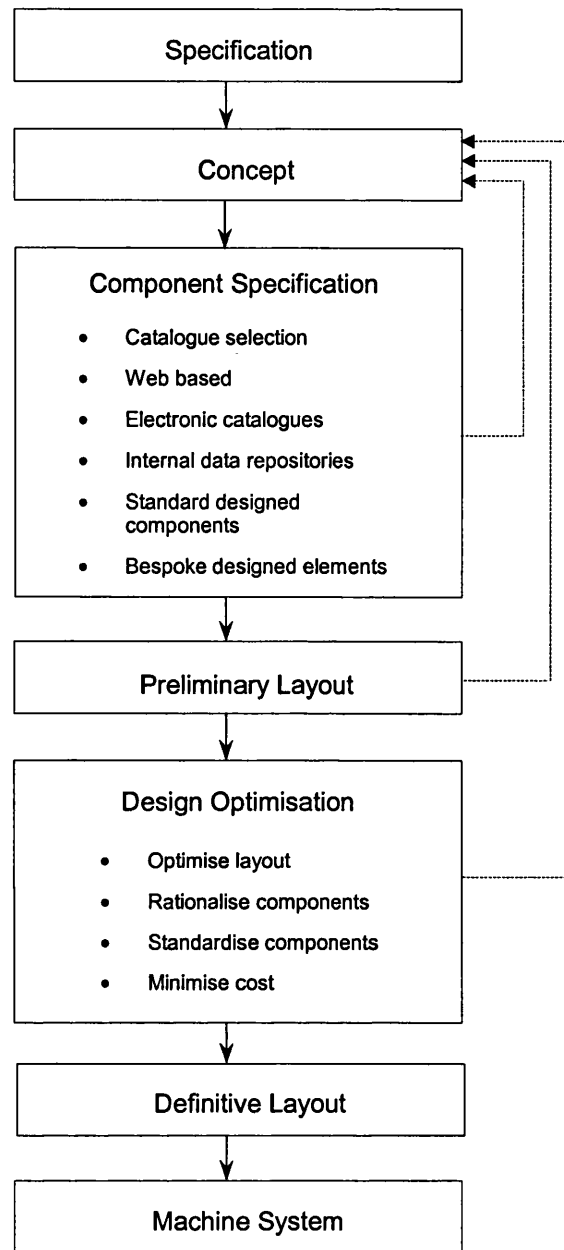 Specification
Concept
Component Specification
• Catalogue selection
• Web based
• Electronic catalogues
• Internal data repositories
• Standard designed
components
• Bespoke designed elements
Preliminary Layout
Design Optimisation
• Optimise layout
• Rationalise components
• Standardise components
• Minimise cost
Definitive Layout
Machine System